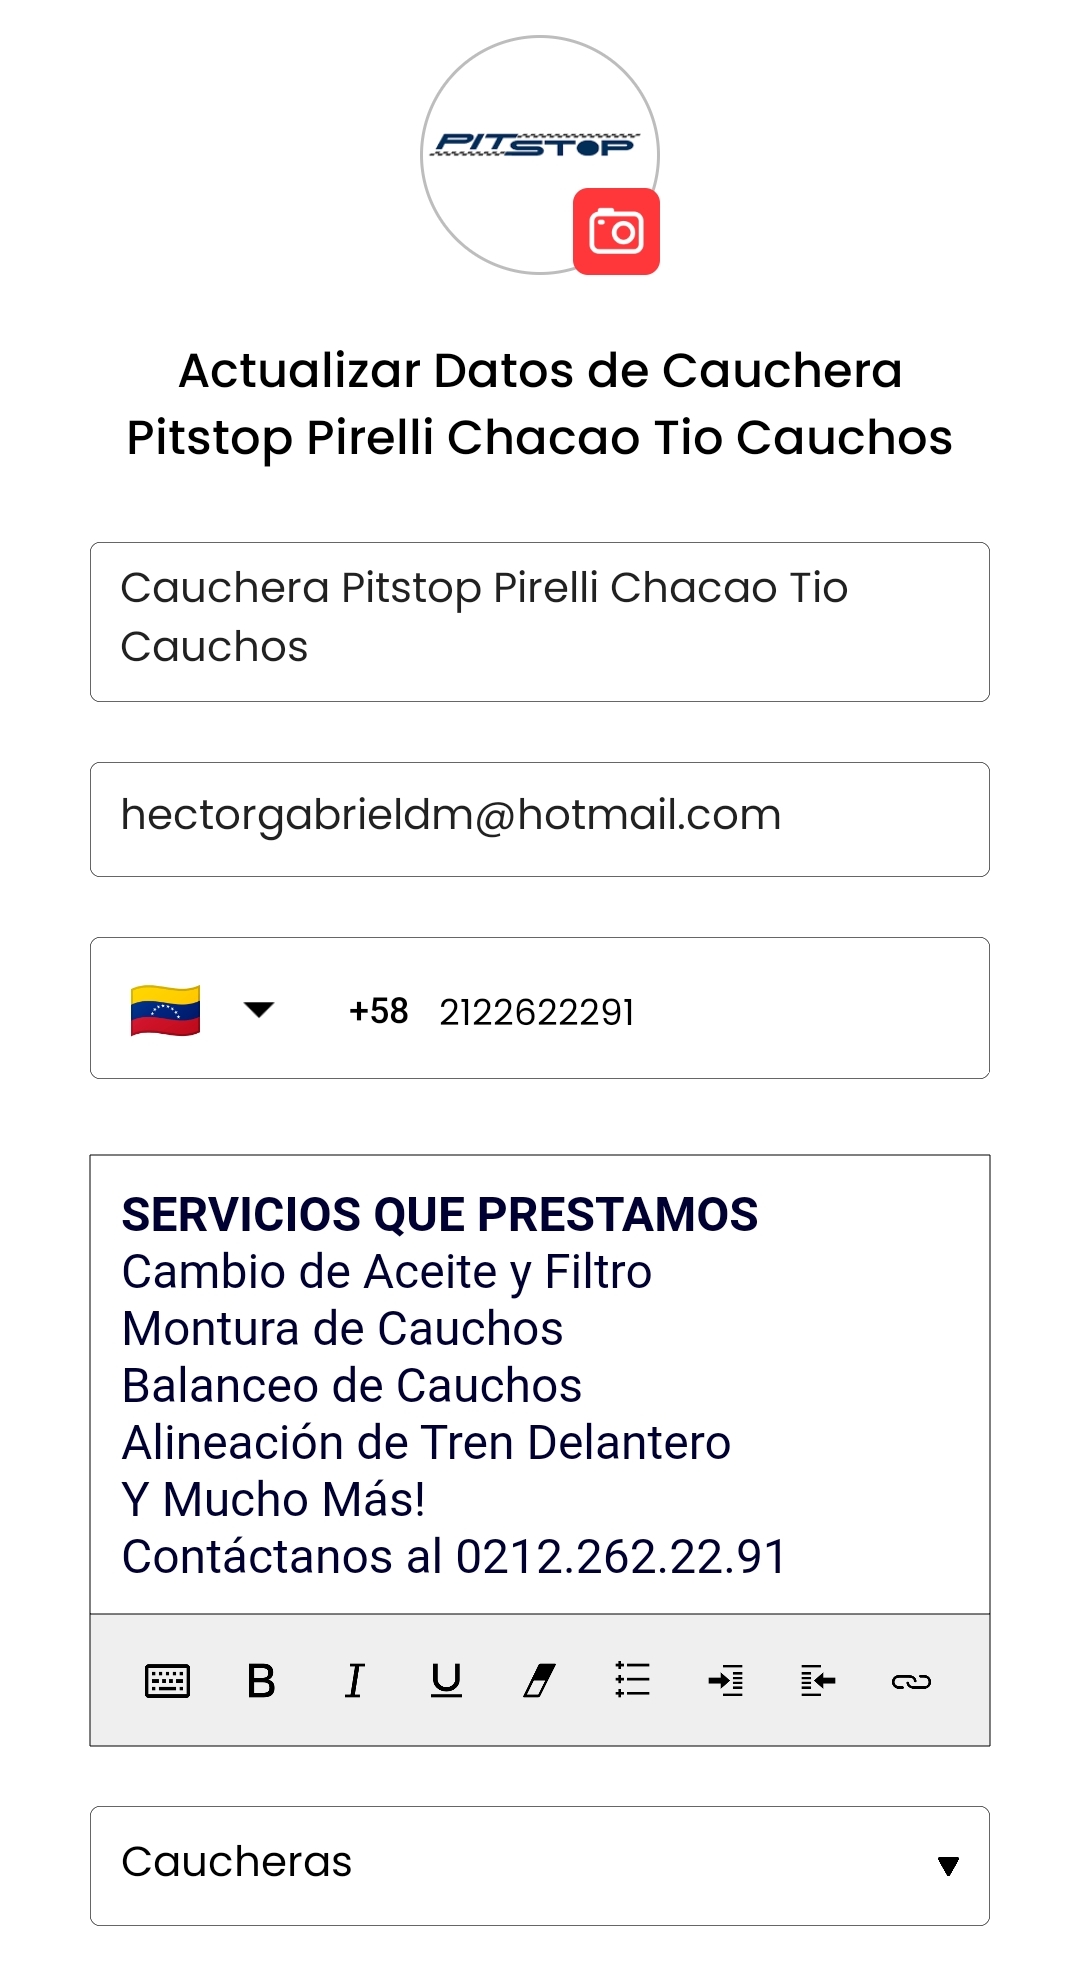 PITSTOP
Actualizar Datos de Cauchera
Pitstop Pirelli Chacao Tio Cauchos
Cauchera Pitstop Pirelli Chacao Tio
Cauchos
hectorgabrieldm@hotmail.com
+58 2122622291
SERVICIOS QUE PRESTAMOS
Cambio de Aceite y Filtro
Montura de Cauchos
Balanceo de Cauchos
Alineación de Tren Delantero
Y Mucho Más!
Contáctanos al 0212.262.22.91
B I U
Caucheras